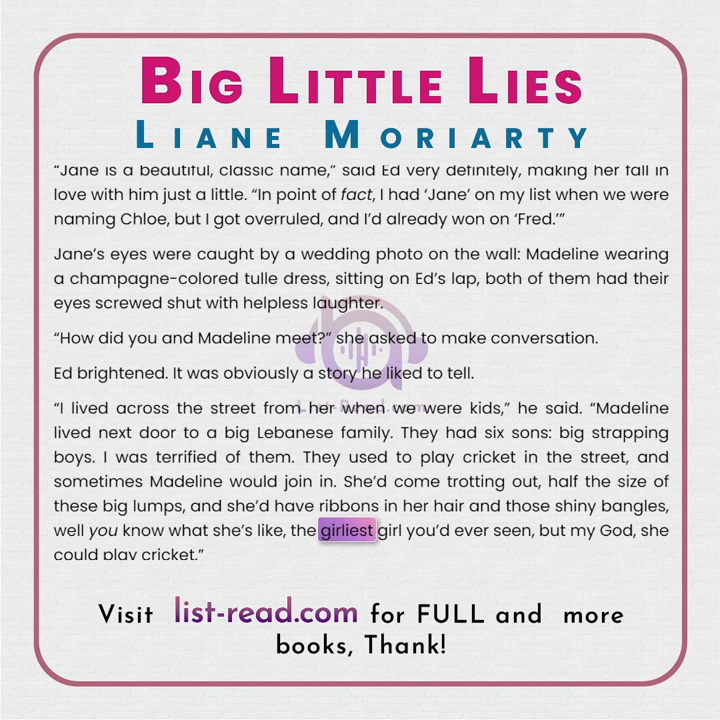 BIG LITTLE LIES
LIANE MORIARTY
“Jane is a beautiful, classic name,” said Ed very definitely, making her fall in
love with him just a little. “In point of fact, I had ‘Jane’ on my list when we were
naming Chloe, but I got overruled, and I’d already won on ‘Fred.’”
Jane’s eyes were caught by a wedding photo on the wall: Madeline wearing
a champagne-colored tulle dress, sitting on Ed’s lap, both of them had their
eyes screwed shut with helpless laughter.
“How did you and Madeline meet?” she asked to make conversation.
Ed brightened. It was obviously a story he liked to tell.
List-Read.com
“I lived across the street from her when we were kids,” he said. “Madeline
lived next door to a big Lebanese family. They had six sons: big strapping
boys. I was terrified of them. They used to play cricket in the street, and
sometimes Madeline would join in. She’d come trotting out, half the size of
these big lumps, and she’d have ribbons in her hair and those shiny bangles,
well you know what she’s like, the girliest girl you’d ever seen, but my God, she
could play cricket.”
Visit list-read.com for FULL and more
books, Thank!